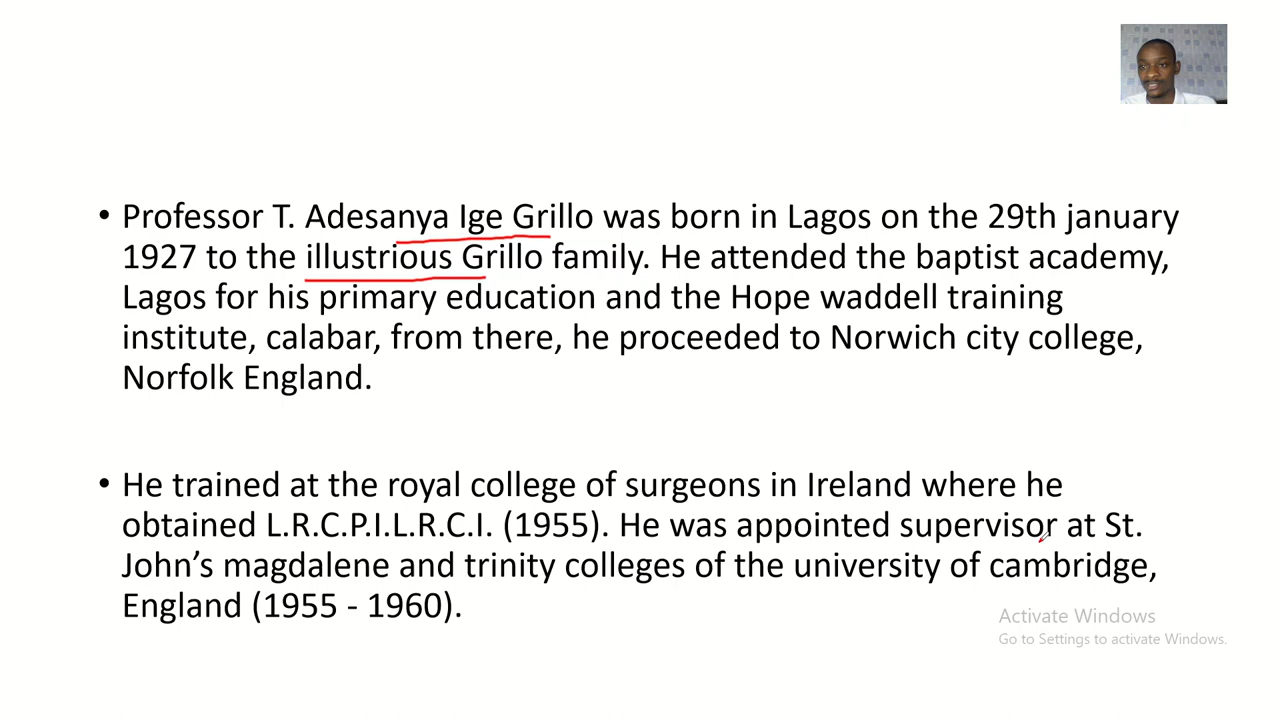 • Professor T. Adesanya Ige Grillo was born in Lagos on the 29th january
1927 to the illustrious Grillo family. He attended the baptist academy,
Lagos for his primary education and the Hope waddell training
institute, calabar, from there, he proceeded to Norwich city college,
Norfolk England.
• He trained at the royal college of surgeons in Ireland where he
obtained L.R.C.P.I.L.R.C.I. (1955). He was appointed supervisor at St.
John’s magdalene and trinity colleges of the university of cambridge,
England (1955 - 1960).
Activate Windows
Go to Settings to activate Windows.